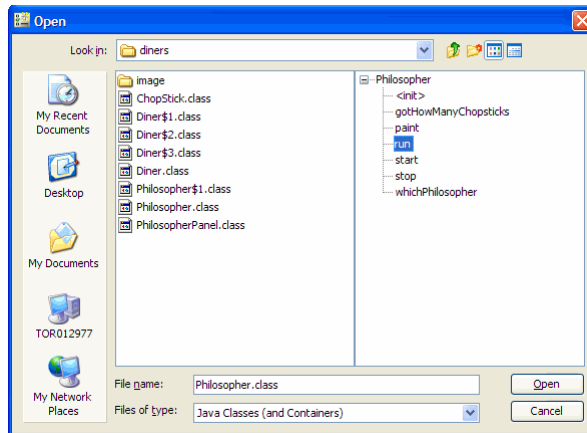 Open
Look in: diners
My Recent
Documents
Desktop
My Documents
TOR012977
My Network
Places
image
ChopStick.class
Diner$1.class
Diner$2.class
Diner$3.class
Diner.class
Philosopher$1.class
Philosopher.class
PhilosopherPanel.class
Philosopher
<init>
gotHowManyChopsticks
paint
run
start
stop
whichPhilosopher
File name: Philosopher.class Open
Files of type: Java Classes (and Containers) Cancel